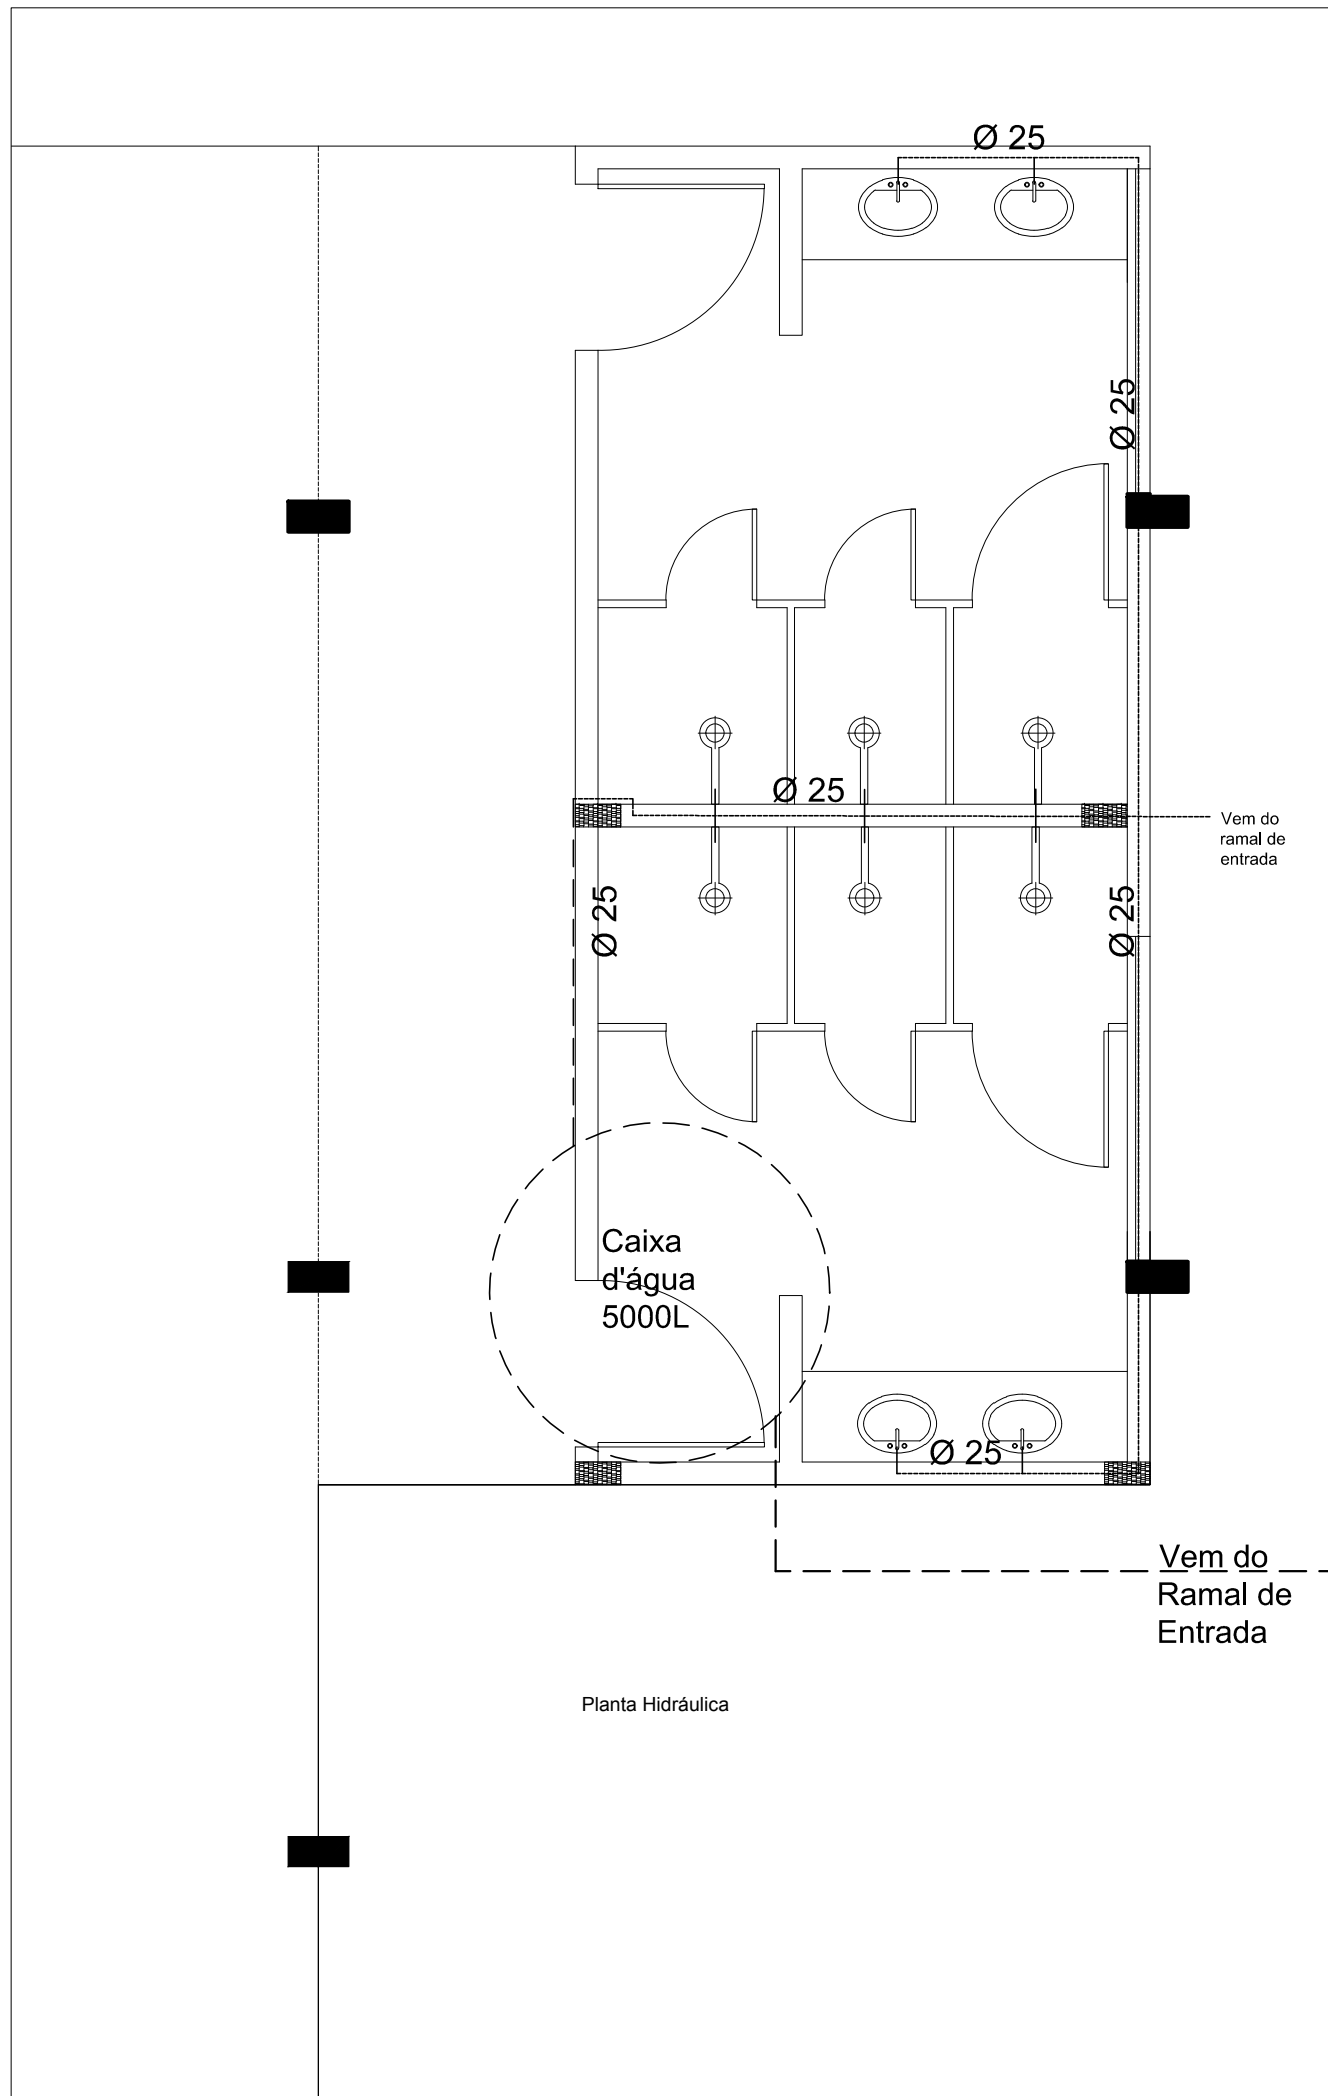 Ø 25
Ø 25
Ø 25
Vem do
ramal de
entrada
Ø 25
Ø 25
Caixa
d'água
5000L
Ø 25
Vem do
Ramal de
Entrada
Planta Hidráulica